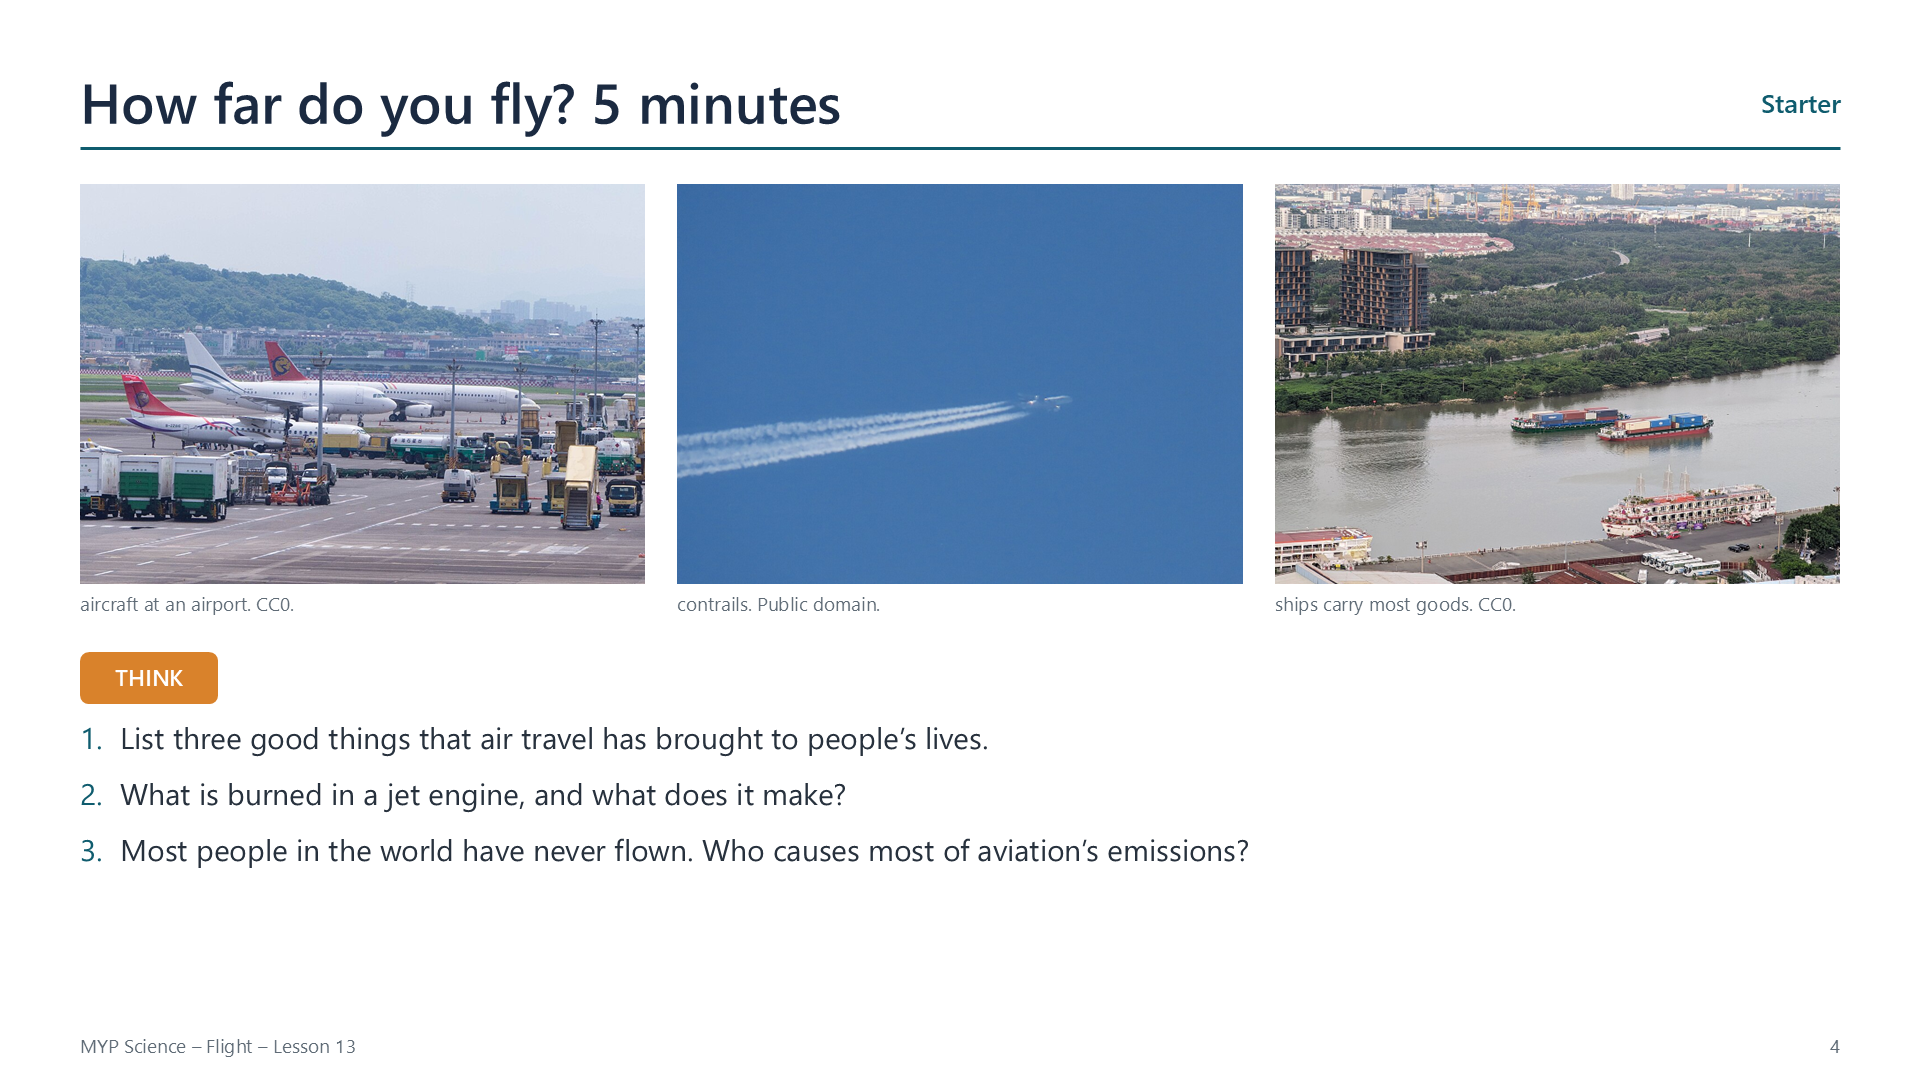 How far do you fly? 5 minutes
Starter
aircraft at an airport. CC0.
contrails. Public domain.
ships carry most goods. CC0.
THINK
1. List three good things that air travel has brought to people’s lives.
2. What is burned in a jet engine, and what does it make?
3. Most people in the world have never flown. Who causes most of aviation’s emissions?
MYP Science – Flight – Lesson 13
4